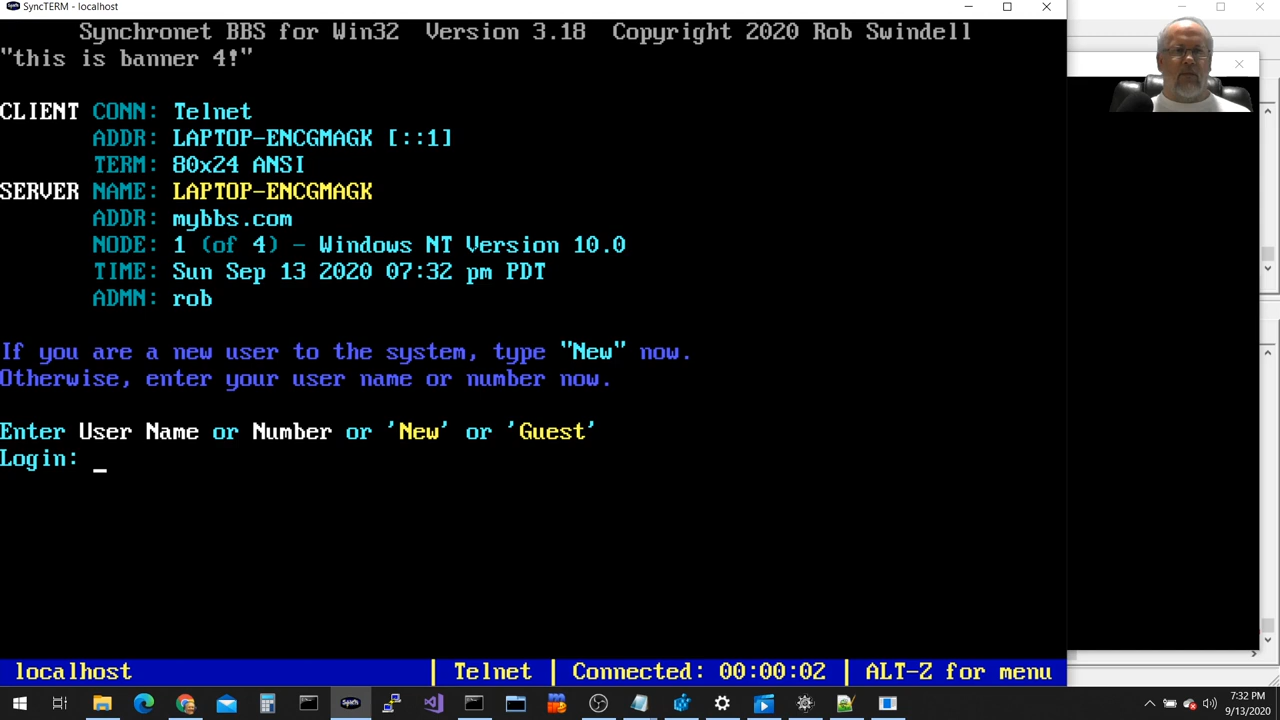 SyncTERM - localhost
Synchronet BBS for Win32  Version 3.18  Copyright 2020 Rob Swindell
"this is banner 4!"
CLIENT CONN: Telnet
ADDR: LAPTOP-ENCGMAGK [::1]
TERM: 80x24 ANSI
SERVER NAME: LAPTOP-ENCGMAGK
ADDR: mybbs.com
NODE: 1 (of 4) - Windows NT Version 10.0
TIME: Sun Sep 13 2020 07:32 pm PDT
ADMN: rob
If you are a new user to the system, type "New" now.
Otherwise, enter your user name or number now.
Enter User Name or Number or 'New' or 'Guest'
Login: _
localhost | Telnet | Connected: 00:00:02 | ALT-Z for menu
7:32 PM
9/13/2020